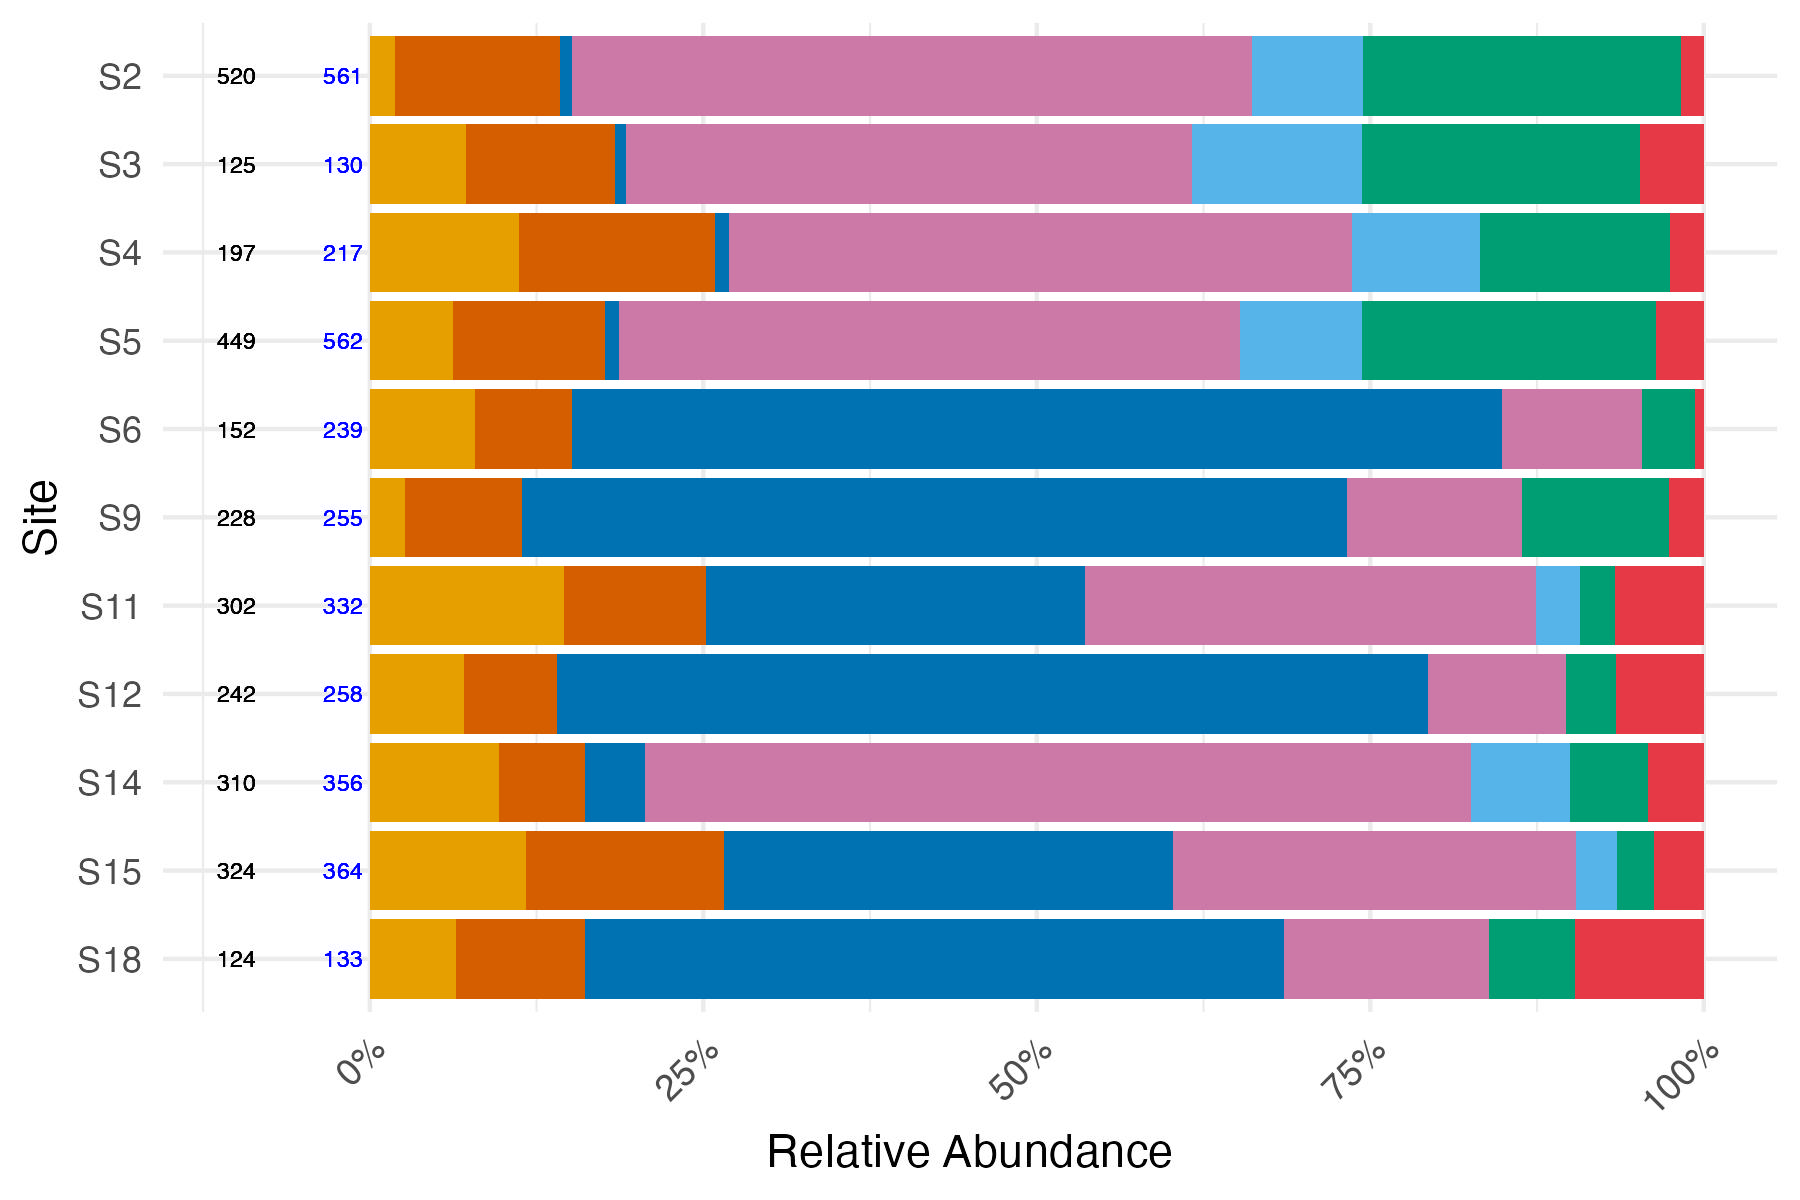 S2 520 561
S3 125 130
S4 197 217
S5 449 562
S6 152 239
S9 228 255
S11 302 332
S12 242 258
S14 310 356
S15 324 364
S18 124 133
Site
0% 25% 50% 75% 100%
Relative Abundance